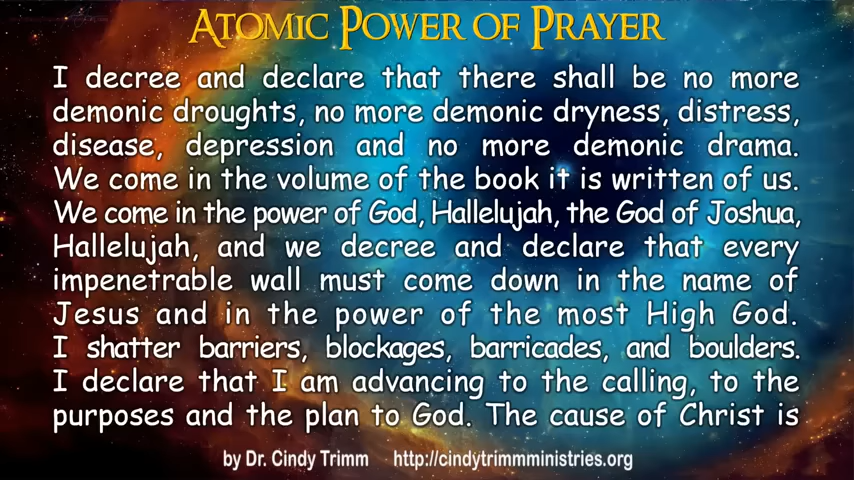 ATOMIC POWER OF PRAYER
I decree and declare that there shall be no more
demonic droughts, no more demonic dryness, distress,
disease, depression and no more demonic drama.
We come in the volume of the book it is written of us.
We come in the power of God, Hallelujah, the God of Joshua,
Hallelujah, and we decree and declare that every
impenetrable wall must come down in the name of
Jesus and in the power of the most High God.
I shatter barriers, blockages, barricades, and boulders.
I declare that I am advancing to the calling, to the
purposes and the plan to God. The cause of Christ is
by Dr. Cindy Trimm http://cindytrimmministries.org